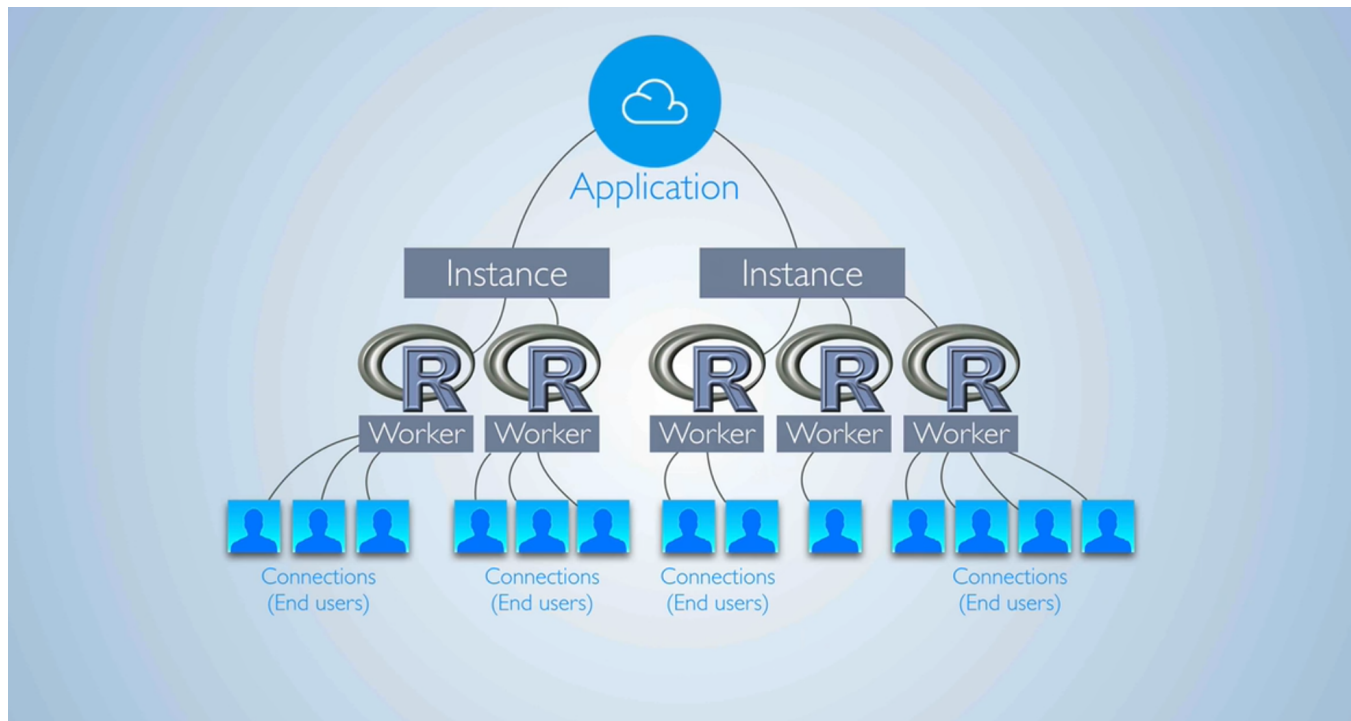 Application
Instance Instance
R R R R R
Worker Worker Worker Worker Worker
Connections Connections Connections Connections
(End users) (End users) (End users) (End users)